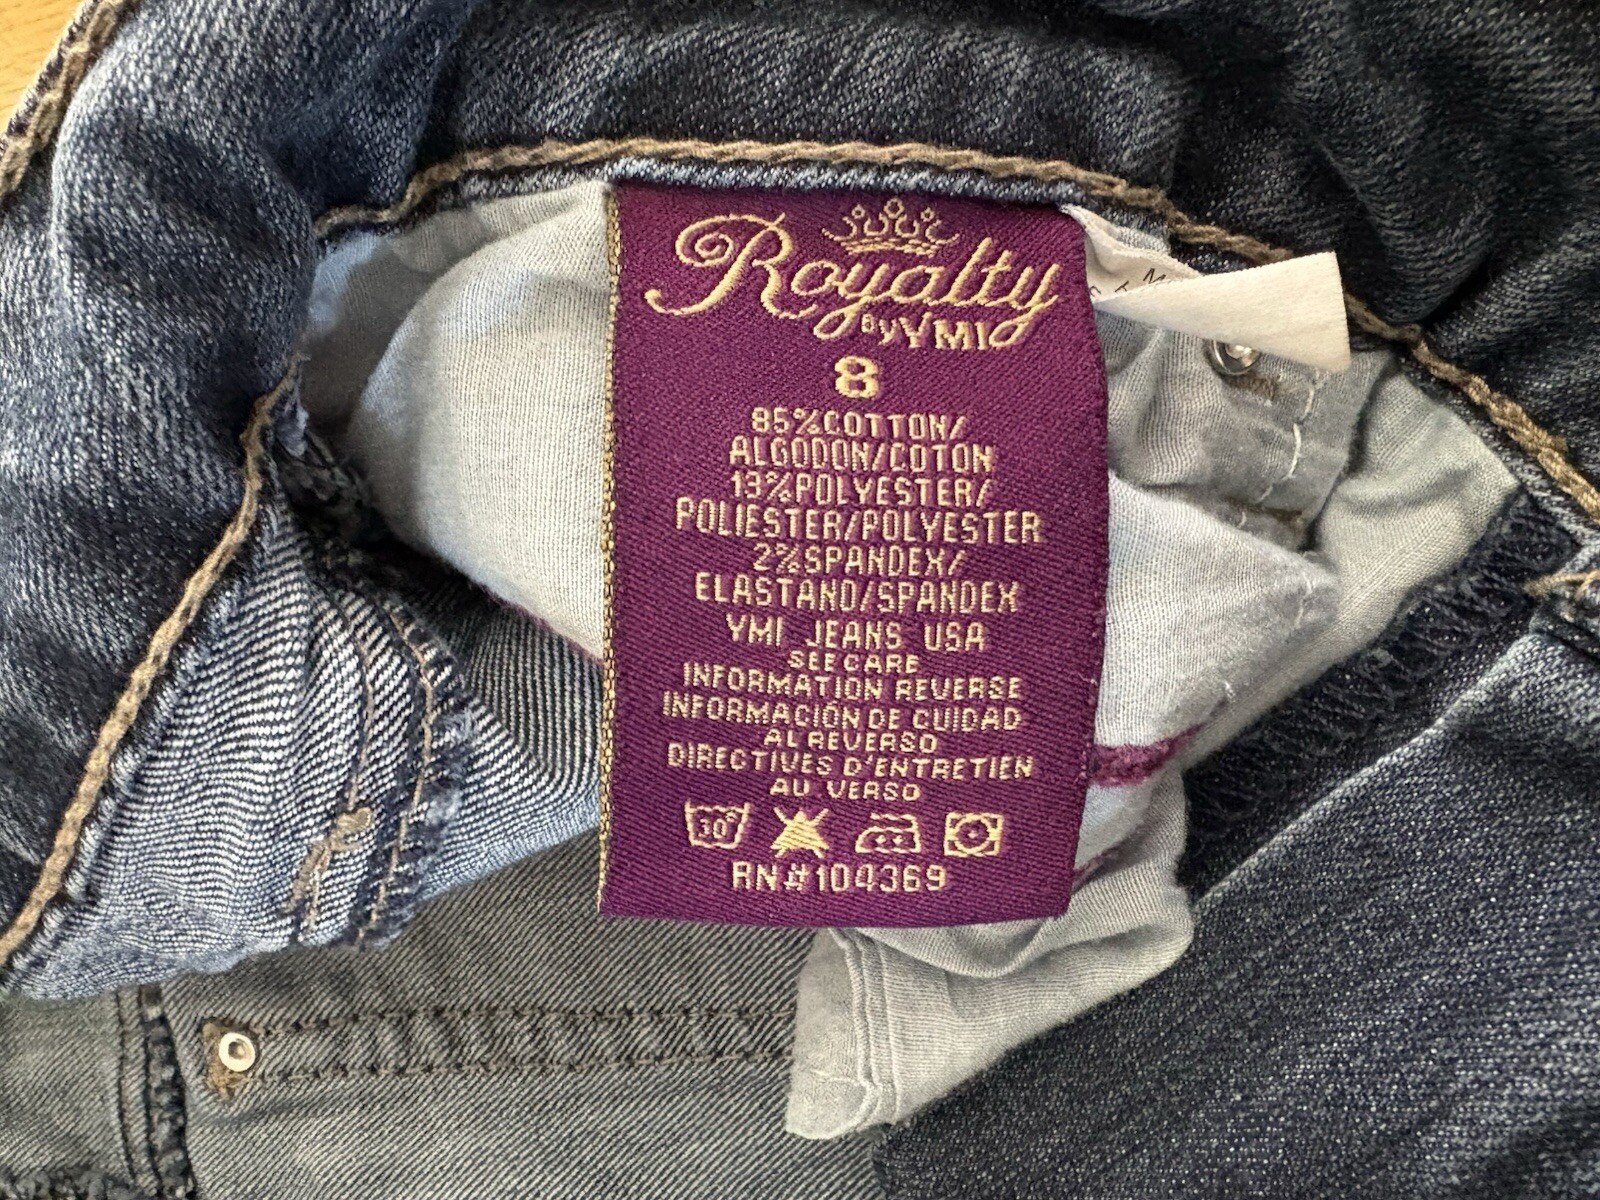 Royalty
BY YMI
8
85%COTTON/
ALGODON/COTON
13%POLYESTER/
POLIESTER/POLYESTER
2%SPANDEX/
ELASTANO/SPANDEX
YMI JEANS USA
SEE CARE
INFORMATION REVERSE
INFORMACIÓN DE CUIDAD
AL REVERSO
DIRECTIVES D'ENTRETIEN
AU VERSO
30°
RN#104369